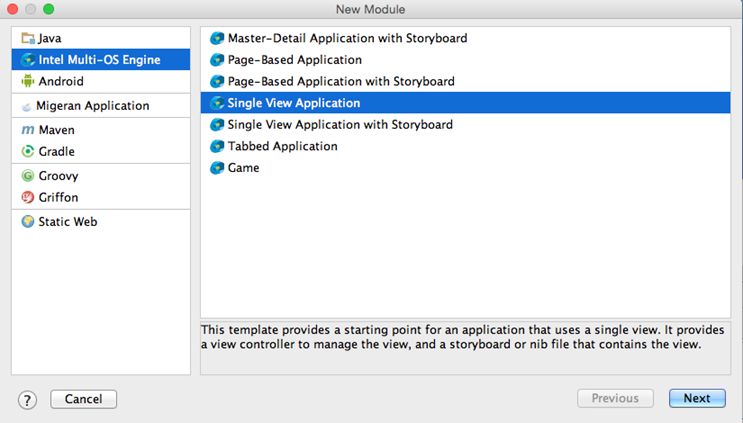 New Module
Java
Intel Multi-OS Engine
Android
Migeran Application
Maven
Gradle
Groovy
Griffon
Static Web
Master-Detail Application with Storyboard
Page-Based Application
Page-Based Application with Storyboard
Single View Application
Single View Application with Storyboard
Tabbed Application
Game
This template provides a starting point for an application that uses a single view. It provides
a view controller to manage the view, and a storyboard or nib file that contains the view.
?
Cancel
Previous
Next